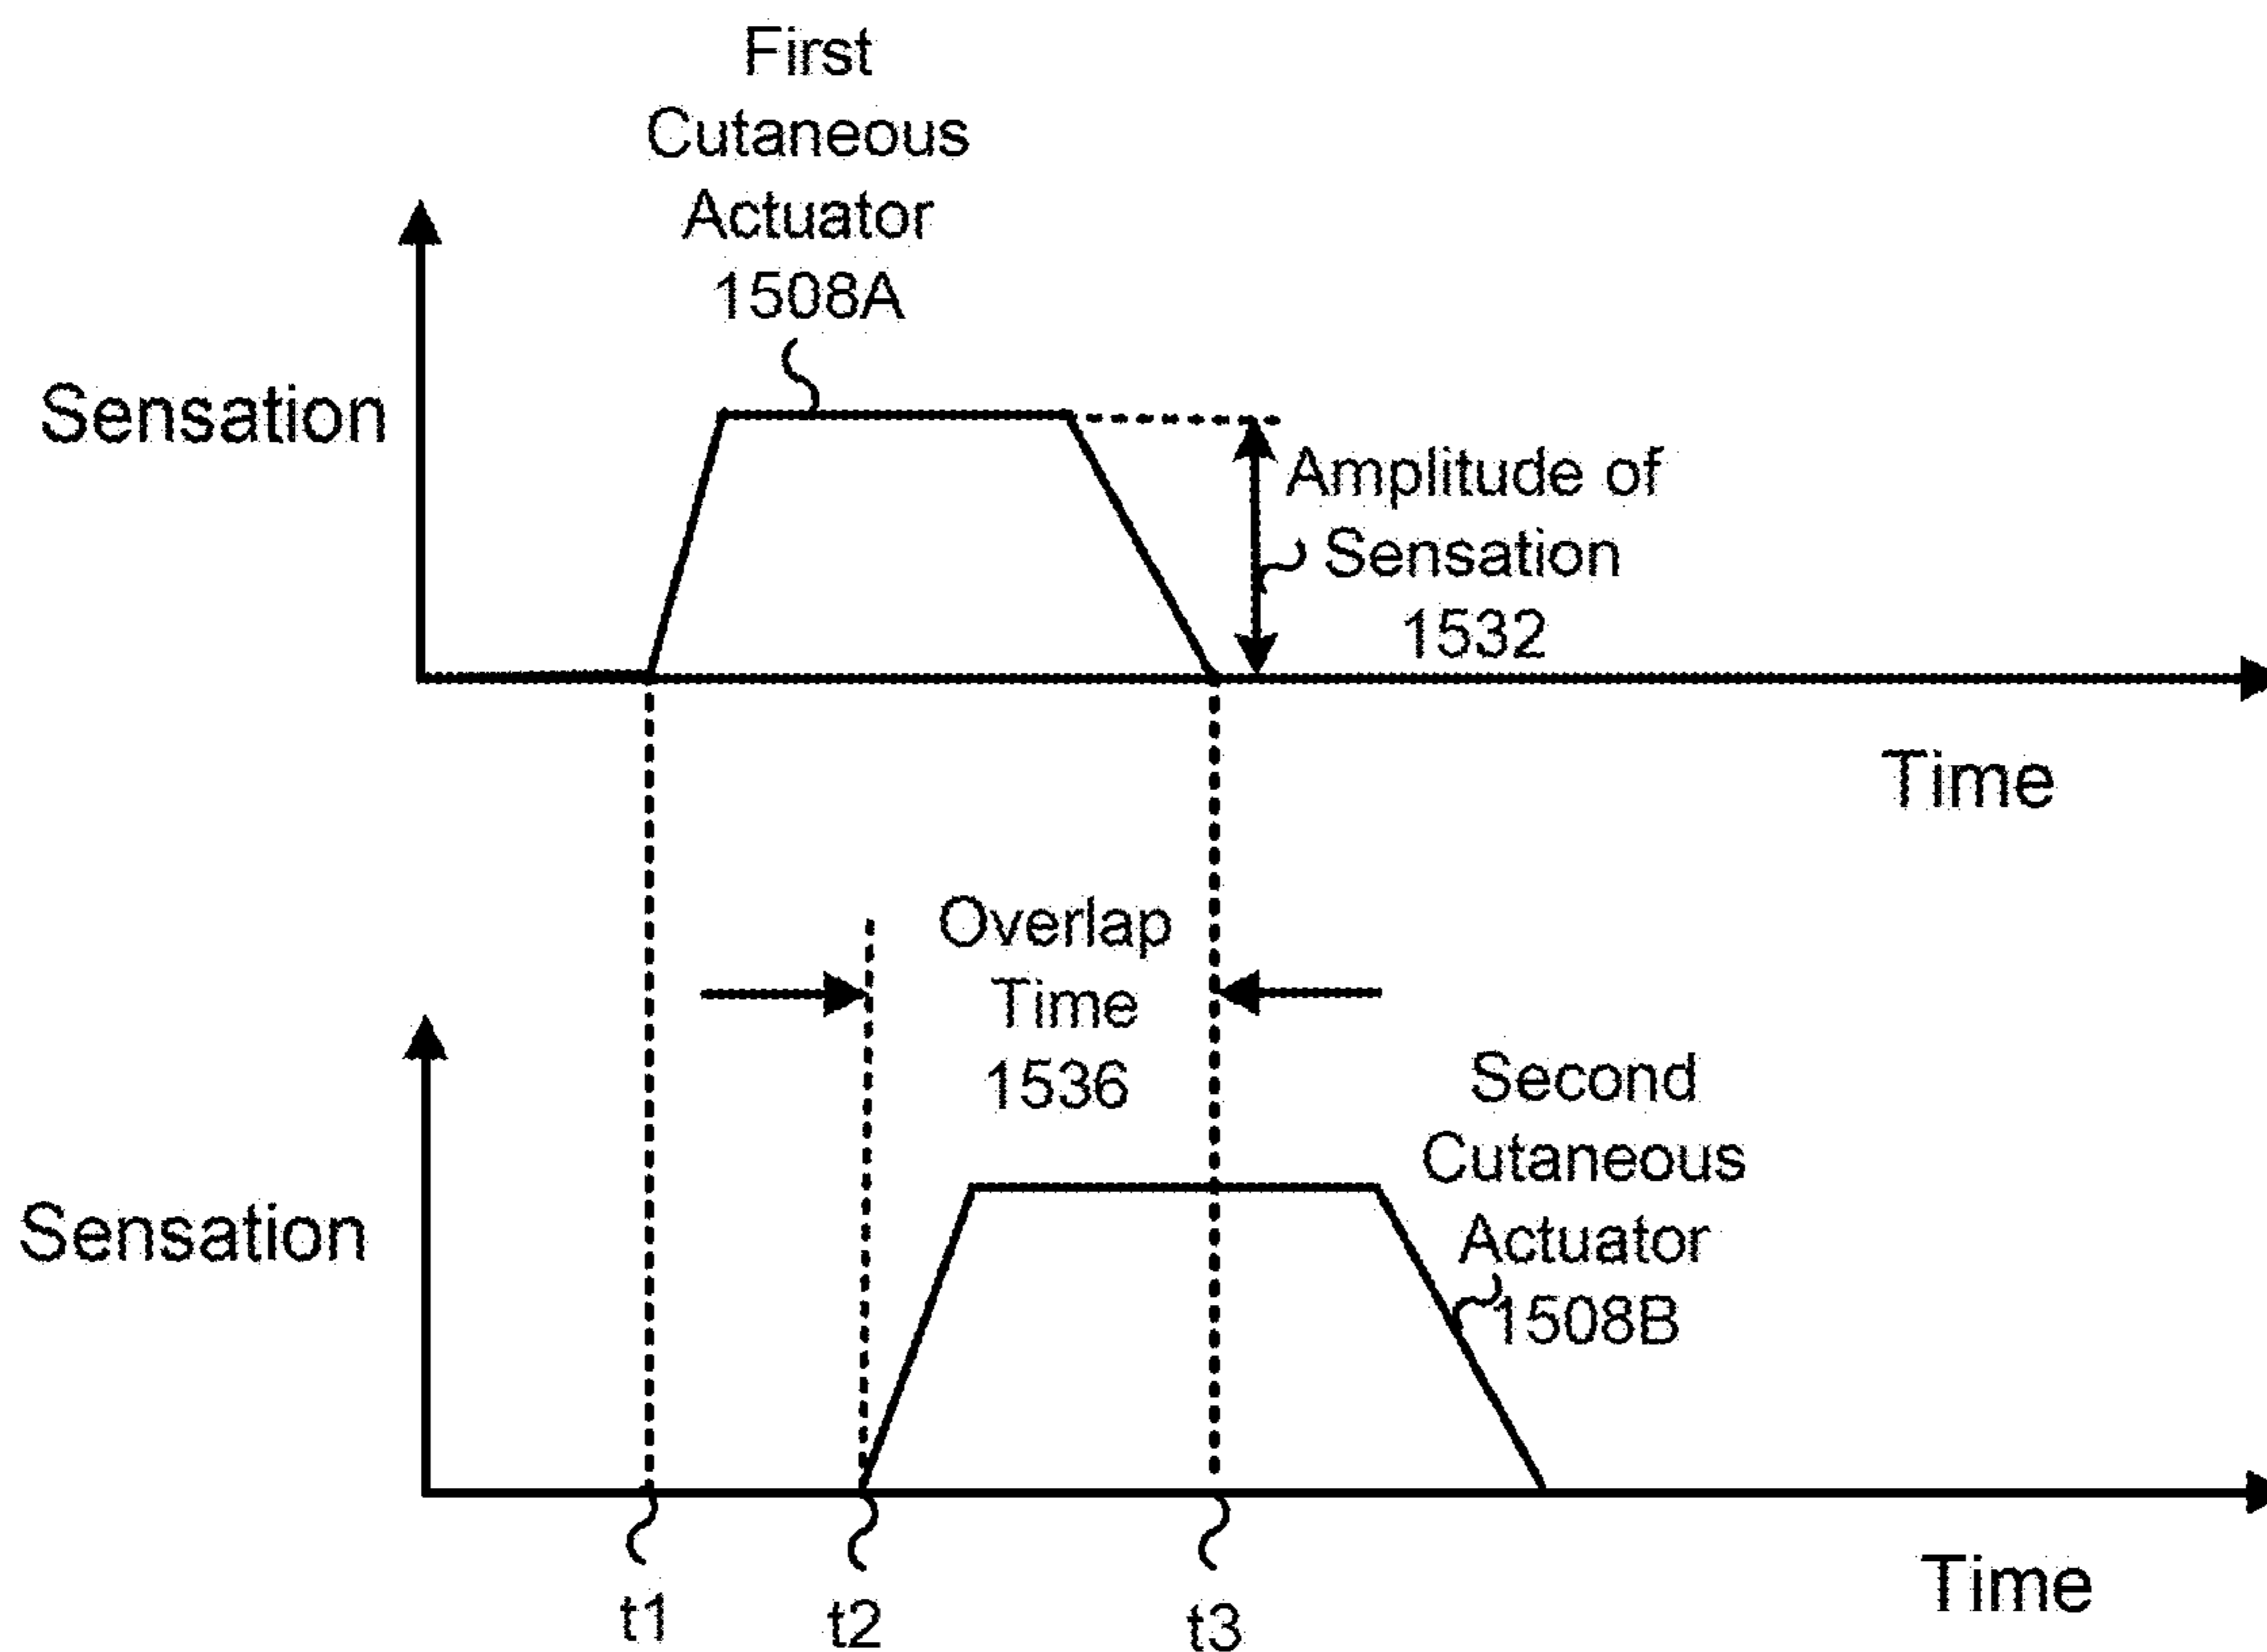 First
Cutaneous
Actuator
1508A
Sensation
Amplitude of
Sensation
1532
Time
Overlap
Time
1536
Second
Cutaneous
Actuator
1508B
Sensation
Time
t1
t2
t3